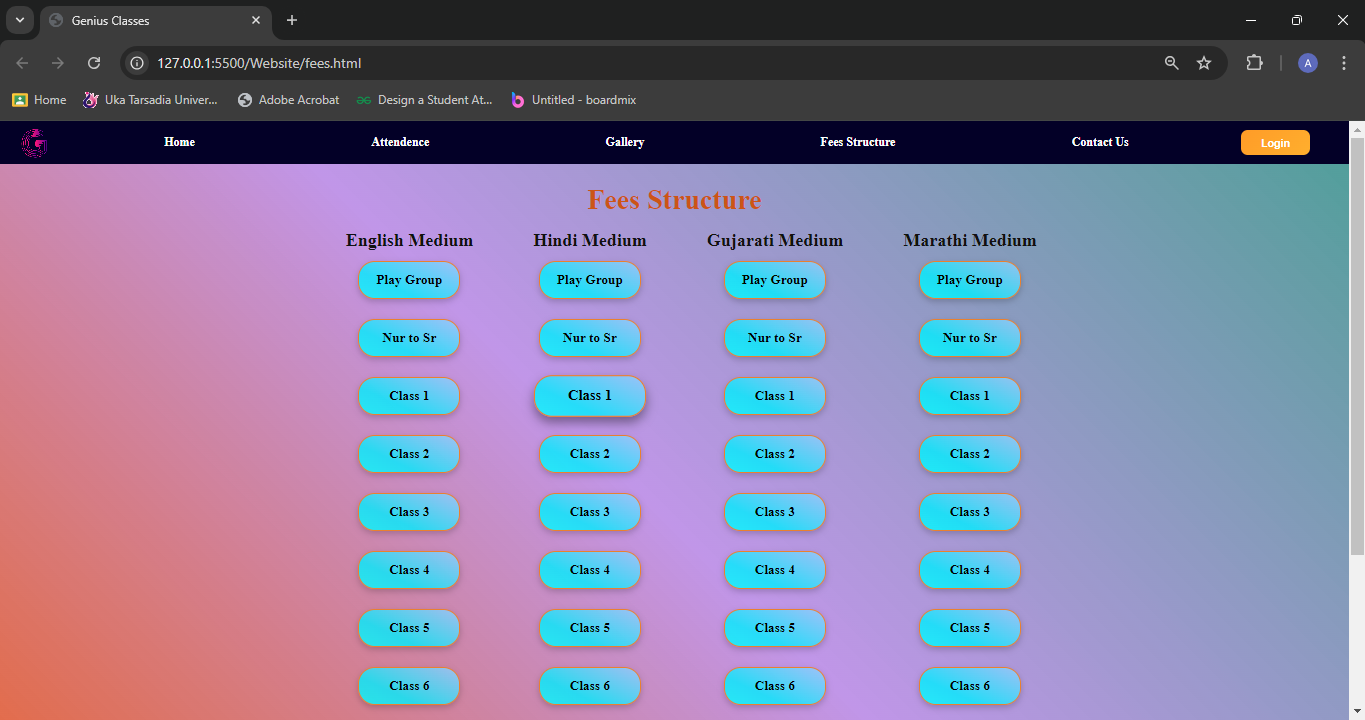 Genius Classes
127.0.0.1:5500/Website/fees.html
A
Home Uka Tarsadia Univer... Adobe Acrobat Design a Student At... Untitled - boardmix
G Home Attendence Gallery Fees Structure Contact Us Login
Fees Structure
English Medium Hindi Medium Gujarati Medium Marathi Medium
Play Group Play Group Play Group Play Group
Nur to Sr Nur to Sr Nur to Sr Nur to Sr
Class 1 Class 1 Class 1 Class 1
Class 2 Class 2 Class 2 Class 2
Class 3 Class 3 Class 3 Class 3
Class 4 Class 4 Class 4 Class 4
Class 5 Class 5 Class 5 Class 5
Class 6 Class 6 Class 6 Class 6